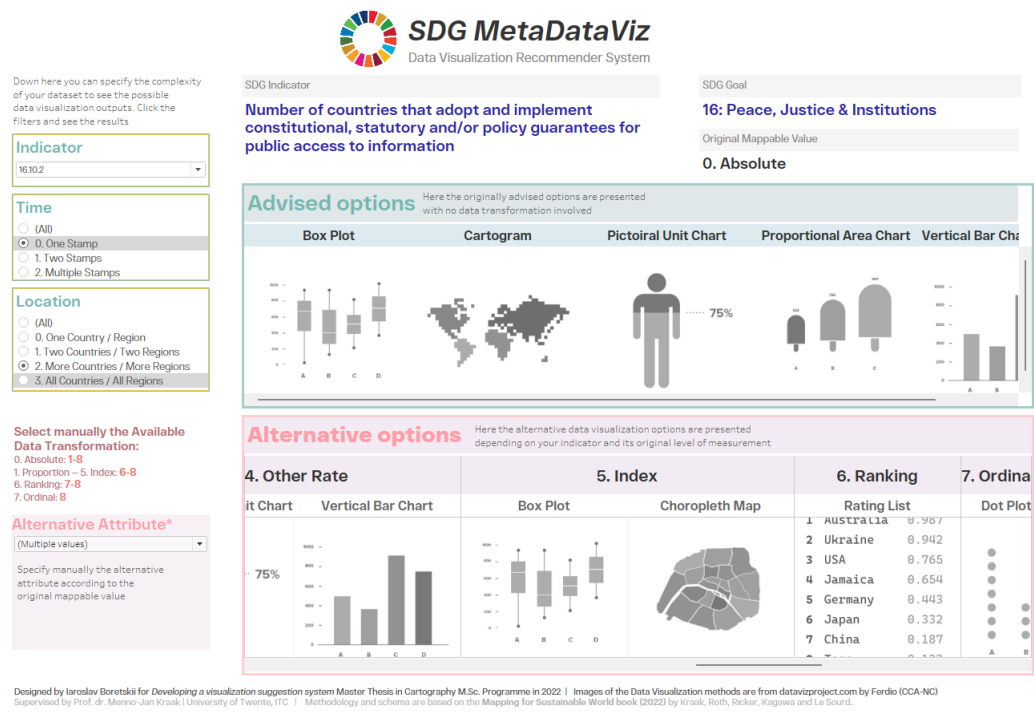 SDG MetaDataViz
Data Visualization Recommender System
Down here you can specify the complexity
of your dataset to see the possible
data visualization outputs. Click the
filters and see the results
Indicator
16.10.2
Time
(All)
0. One Stamp
1. Two Stamps
2. Multiple Stamps
Location
(All)
0. One Country / Region
1. Two Countries / Two Regions
2. More Countries / More Regions
3. All Countries / All Regions
Select manually the Available
Data Transformation:
0. Absolute: 1-8
1. Proportion – 5. Index: 6-8
6. Ranking: 7-8
7. Ordinal: 8
Alternative Attribute*
(Multiple values)
Specify manually the alternative
attribute according to the
original mappable value
SDG Indicator
Number of countries that adopt and implement
constitutional, statutory and/or policy guarantees for
public access to information
SDG Goal
16: Peace, Justice & Institutions
Original Mappable Value
0. Absolute
Advised options
Here the originally advised options are presented
with no data transformation involved
Box Plot Cartogram Pictoiral Unit Chart Proportional Area Chart Vertical Bar Cha
A B C D
75%
A B C
A B
Alternative options
Here the alternative data visualization options are presented
depending on your indicator and its original level of measurement
4. Other Rate 5. Index 6. Ranking 7. Ordina
it Chart Vertical Bar Chart Box Plot Choropleth Map Rating List Dot Plot
75%
A B C D
A B C D
1 Australia 0.987
2 Ukraine 0.942
3 USA 0.765
4 Jamaica 0.654
5 Germany 0.443
6 Japan 0.332
7 China 0.187
A B
Designed by Iaroslav Boretskii for Developing a visualization suggestion system Master Thesis in Cartography M.Sc. Programme in 2022 | Images of the Data Visualization methods are from datavizproject.com by Ferdio (CCA-NC)
Supervised by Prof. dr. Menno-Jan Kraak | University of Twente, ITC | Methodology and schema are based on the Mapping for Sustainable World book (2022) by Kraak, Roth, Ricker, Kagawa and Le Sourd..